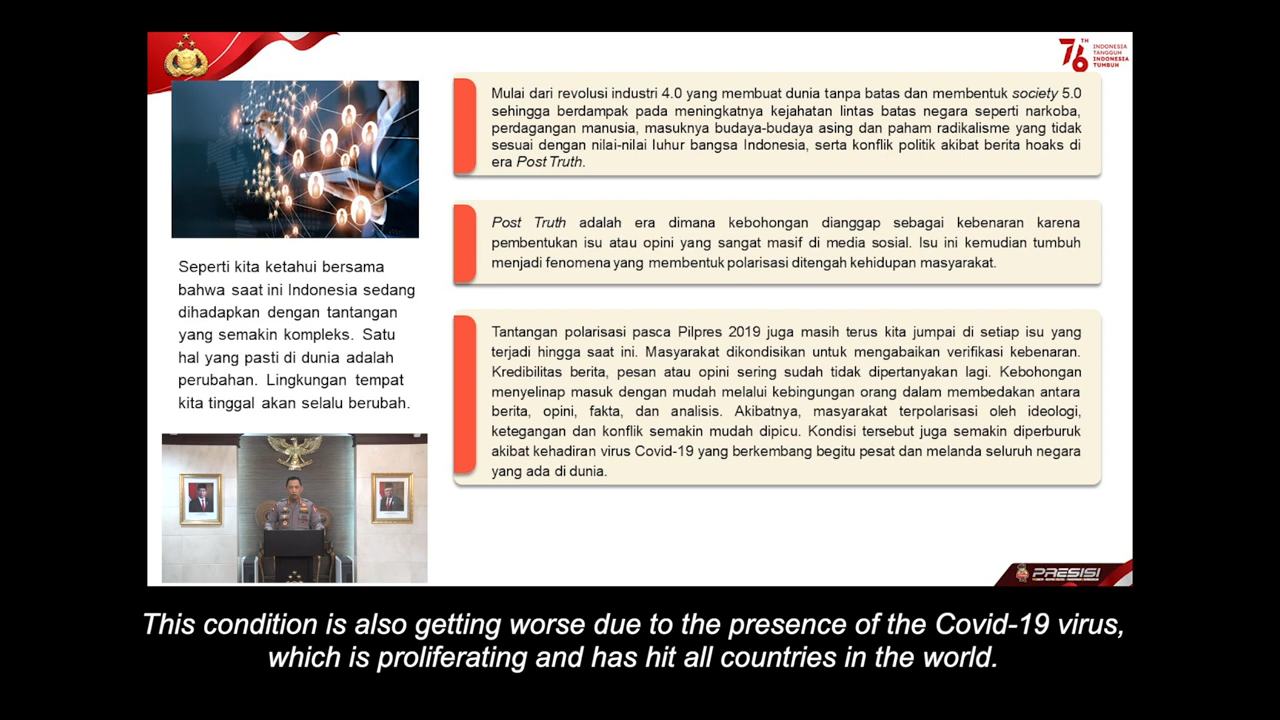 76 TH
INDONESIA
TANGGUH
INDONESIA
TUMBUH
Seperti kita ketahui bersama
bahwa saat ini Indonesia sedang
dihadapkan dengan tantangan
yang semakin kompleks. Satu
hal yang pasti di dunia adalah
perubahan. Lingkungan tempat
kita tinggal akan selalu berubah.
Mulai dari revolusi industri 4.0 yang membuat dunia tanpa batas dan membentuk society 5.0
sehingga berdampak pada meningkatnya kejahatan lintas batas negara seperti narkoba,
perdagangan manusia, masuknya budaya-budaya asing dan paham radikalisme yang tidak
sesuai dengan nilai-nilai luhur bangsa Indonesia, serta konflik politik akibat berita hoaks di
era Post Truth.
Post Truth adalah era dimana kebohongan dianggap sebagai kebenaran karena
pembentukan isu atau opini yang sangat masif di media sosial. Isu ini kemudian tumbuh
menjadi fenomena yang membentuk polarisasi ditengah kehidupan masyarakat.
Tantangan polarisasi pasca Pilpres 2019 juga masih terus kita jumpai di setiap isu yang
terjadi hingga saat ini. Masyarakat dikondisikan untuk mengabaikan verifikasi kebenaran.
Kredibilitas berita, pesan atau opini sering sudah tidak dipertanyakan lagi. Kebohongan
menyelinap masuk dengan mudah melalui kebingungan orang dalam membedakan antara
berita, opini, fakta, dan analisis. Akibatnya, masyarakat terpolarisasi oleh ideologi,
ketegangan dan konflik semakin mudah dipicu. Kondisi tersebut juga semakin diperburuk
akibat kehadiran virus Covid-19 yang berkembang begitu pesat dan melanda seluruh negara
yang ada di dunia.
PRESISI
This condition is also getting worse due to the presence of the Covid-19 virus,
which is proliferating and has hit all countries in the world.